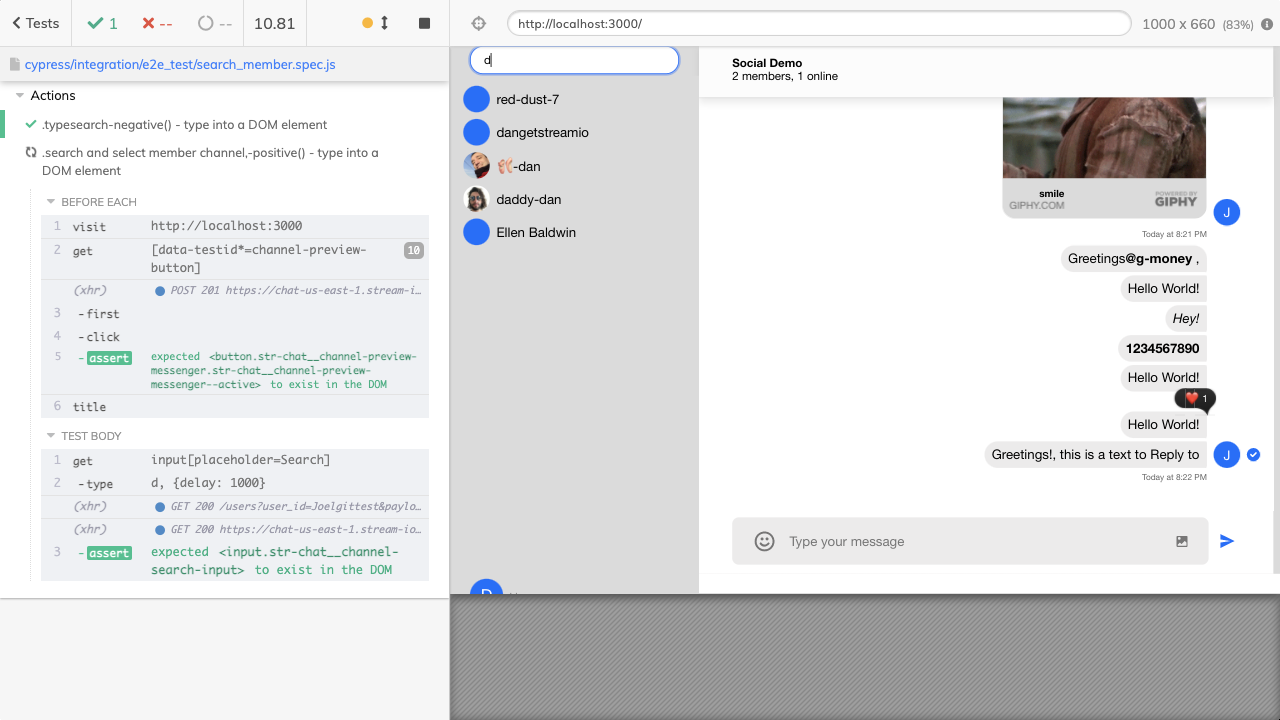 Tests
1
--
--
10.81
http://localhost:3000/
1000 x 660 (83%)
cypress/integration/e2e_test/search_member.spec.js
Actions
.typesearch-negative() - type into a DOM element
.search and select member channel,-positive() - type into a
DOM element
BEFORE EACH
1 visit http://localhost:3000
2 get [data-testid*=channel-preview-
button]
10
(xhr) POST 201 https://chat-us-east-1.stream-i…
3 -first
4 -click
5 -assert expected <button.str-chat__channel-preview-
messenger.str-chat__channel-preview-
messenger--active> to exist in the DOM
6 title
TEST BODY
1 get input[placeholder=Search]
2 -type d, {delay: 1000}
(xhr) GET 200 /users?user_id=Joelgittest&paylo…
(xhr) GET 200 https://chat-us-east-1.stream-io…
3 -assert expected <input.str-chat__channel-
search-input> to exist in the DOM
d
red-dust-7
dangetstreamio
-dan
daddy-dan
Ellen Baldwin
Social Demo
2 members, 1 online
smile
GIPHY.COM
POWERED BY
GIPHY
J
Today at 8:21 PM
Greetings@g-money ,
Hello World!
Hey!
1234567890
Hello World!
1
Hello World!
Greetings!, this is a text to Reply to
J
Today at 8:22 PM
Type your message